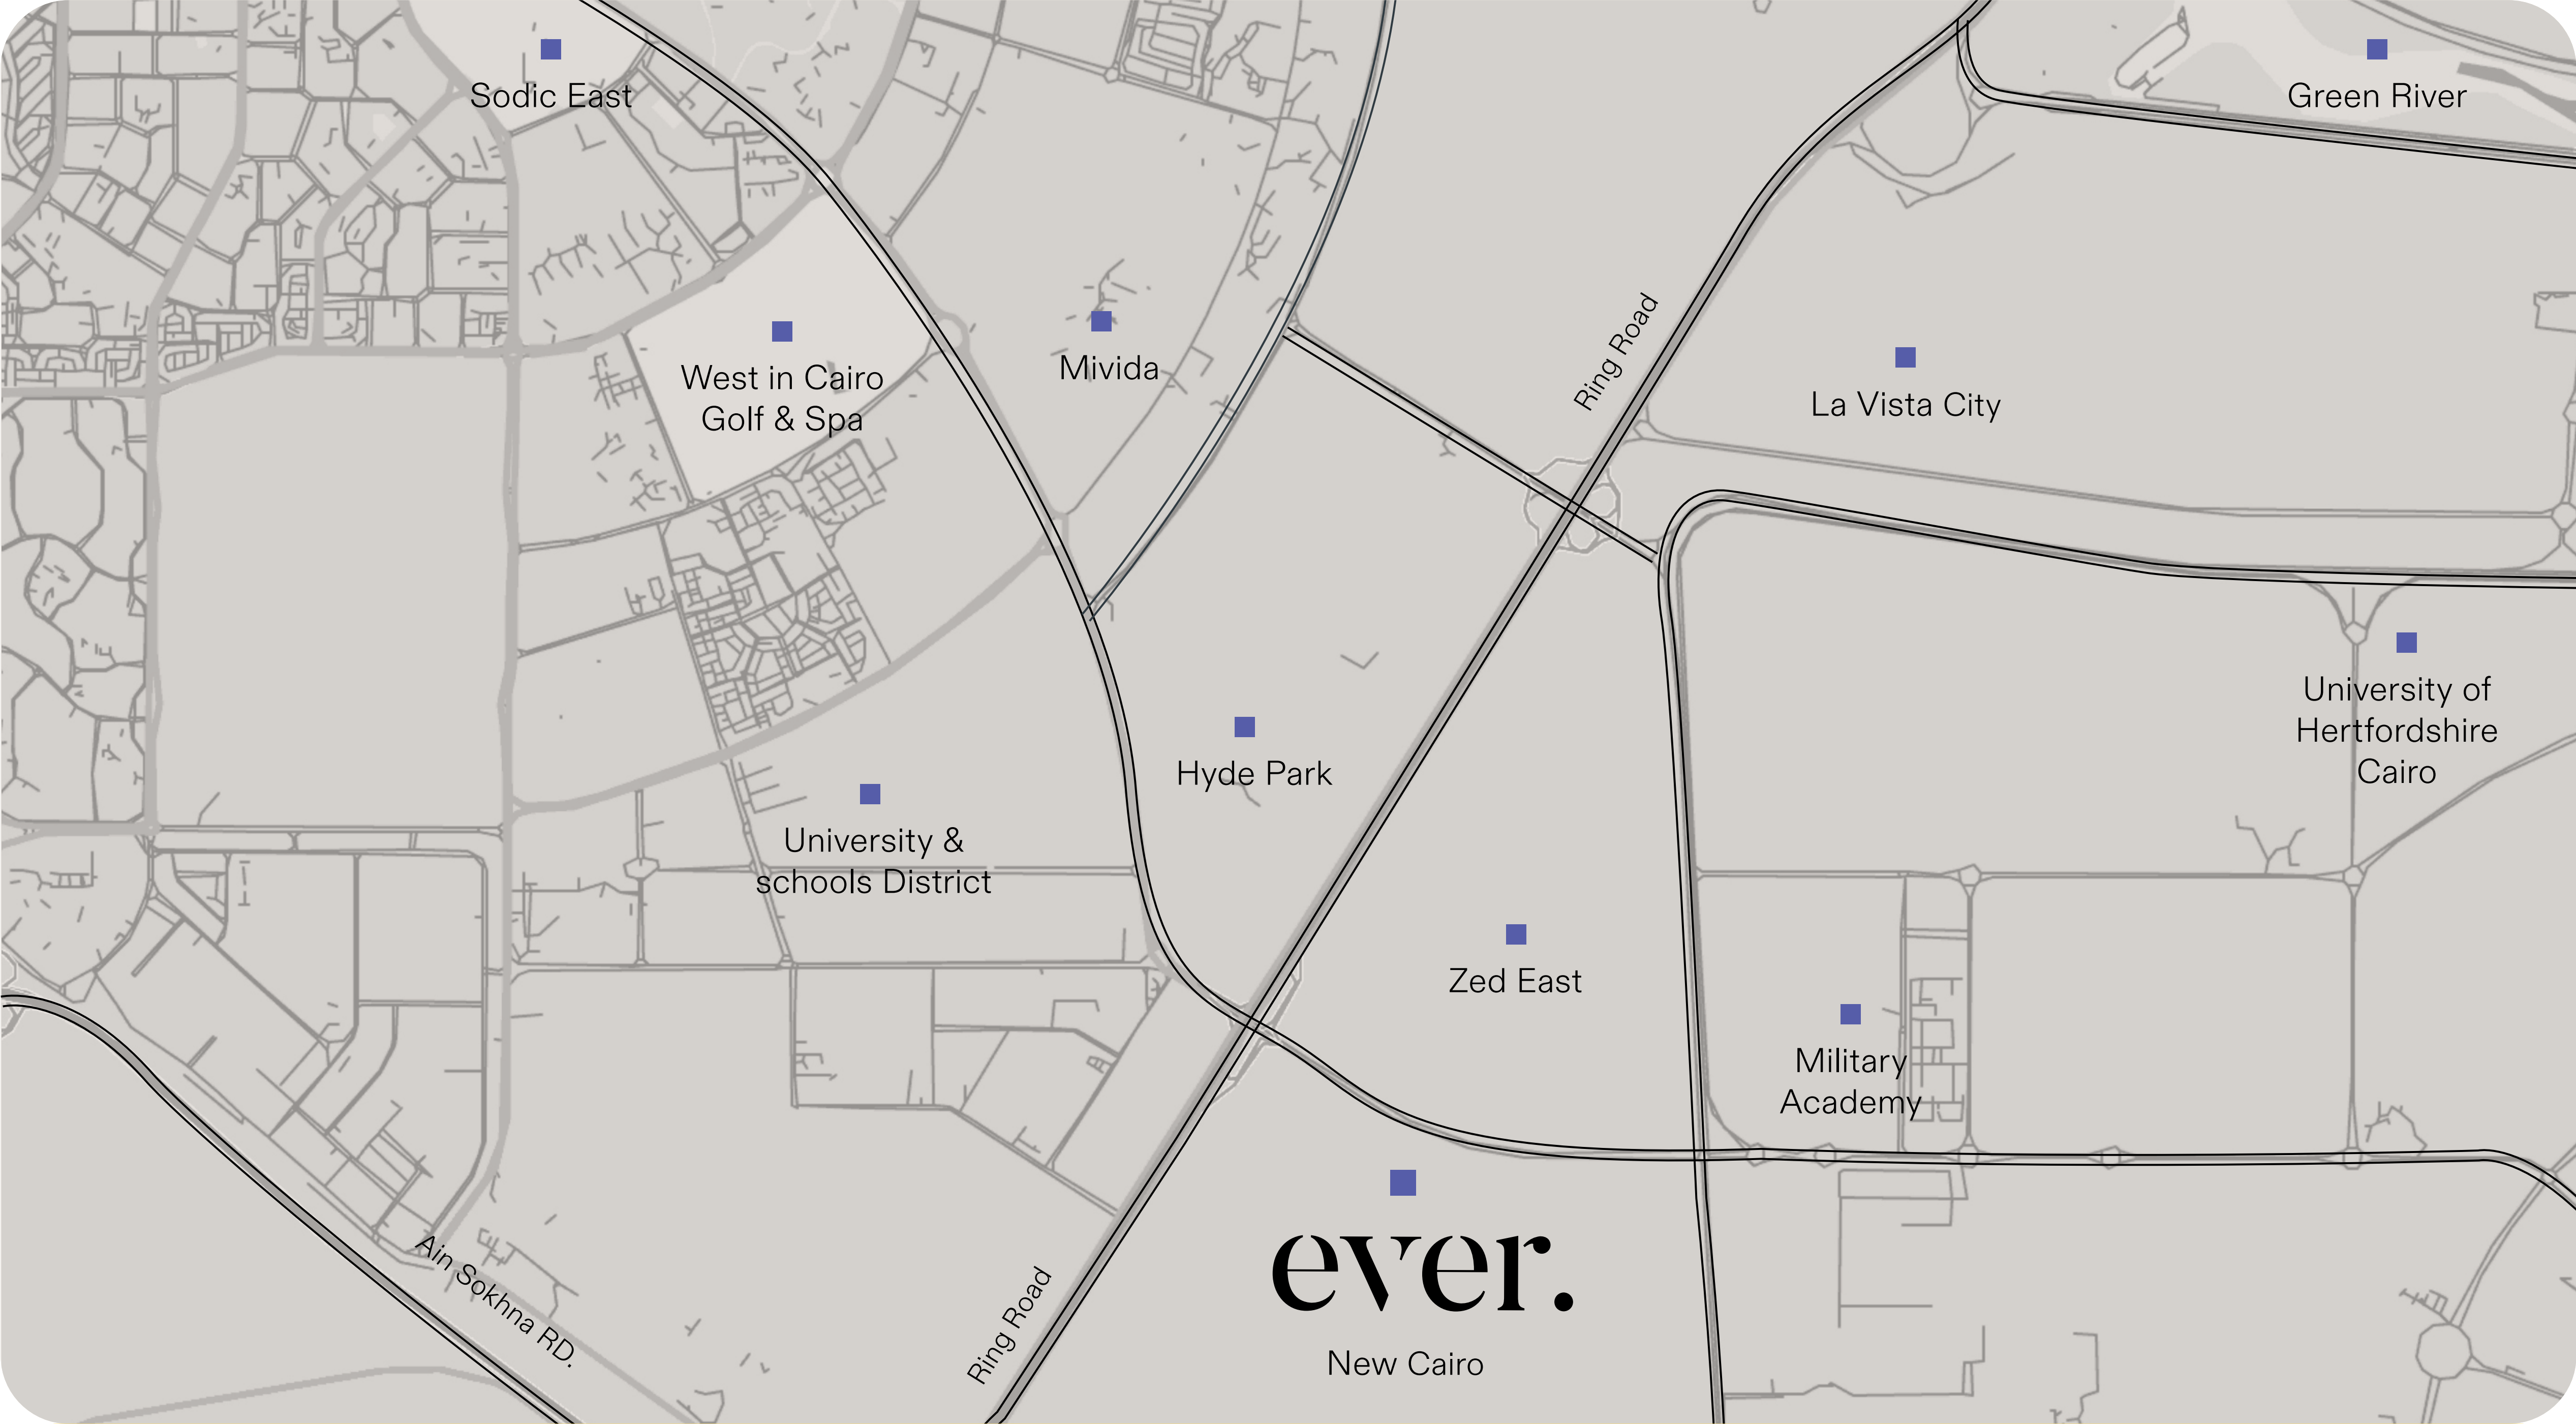 Sodic East
Green River
Ring Road
West in Cairo
Golf & Spa
Mivida
La Vista City
University of
Hertfordshire
Cairo
Hyde Park
University &
schools District
Zed East
Military
Academy
Ain Sokhna RD.
Ring Road
ever.
New Cairo